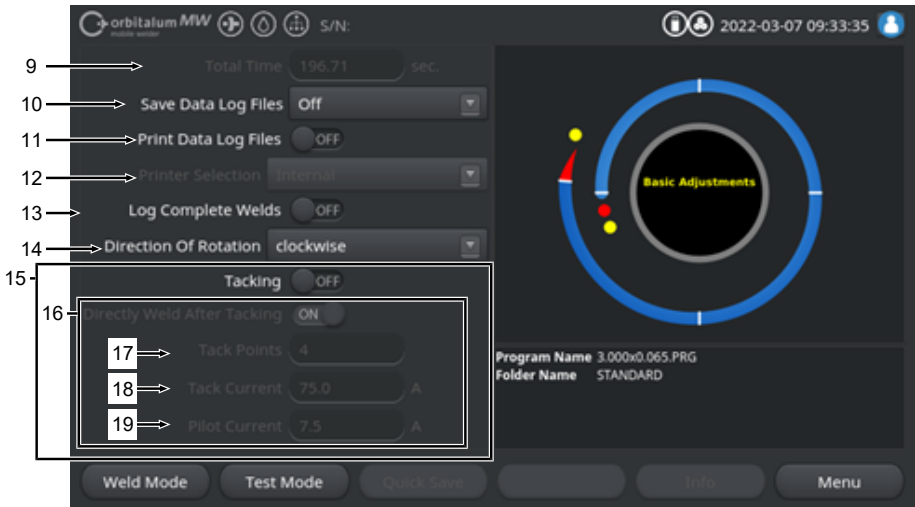 orbitalum MW S/N: 2022-03-07 09:33:35
mobile welder
9 Total Time 196.71 sec.
10 Save Data Log Files Off
11 Print Data Log Files OFF
12 Printer Selection Internal
13 Log Complete Welds OFF
14 Direction Of Rotation clockwise
15 Tacking OFF
16 Directly Weld After Tacking ON
17 Tack Points 4
18 Tack Current 75.0 A
19 Pilot Current 7.5 A
Basic Adjustments
Program Name 3.000x0.065.PRG
Folder Name STANDARD
Weld Mode Test Mode Quick Save Info Menu